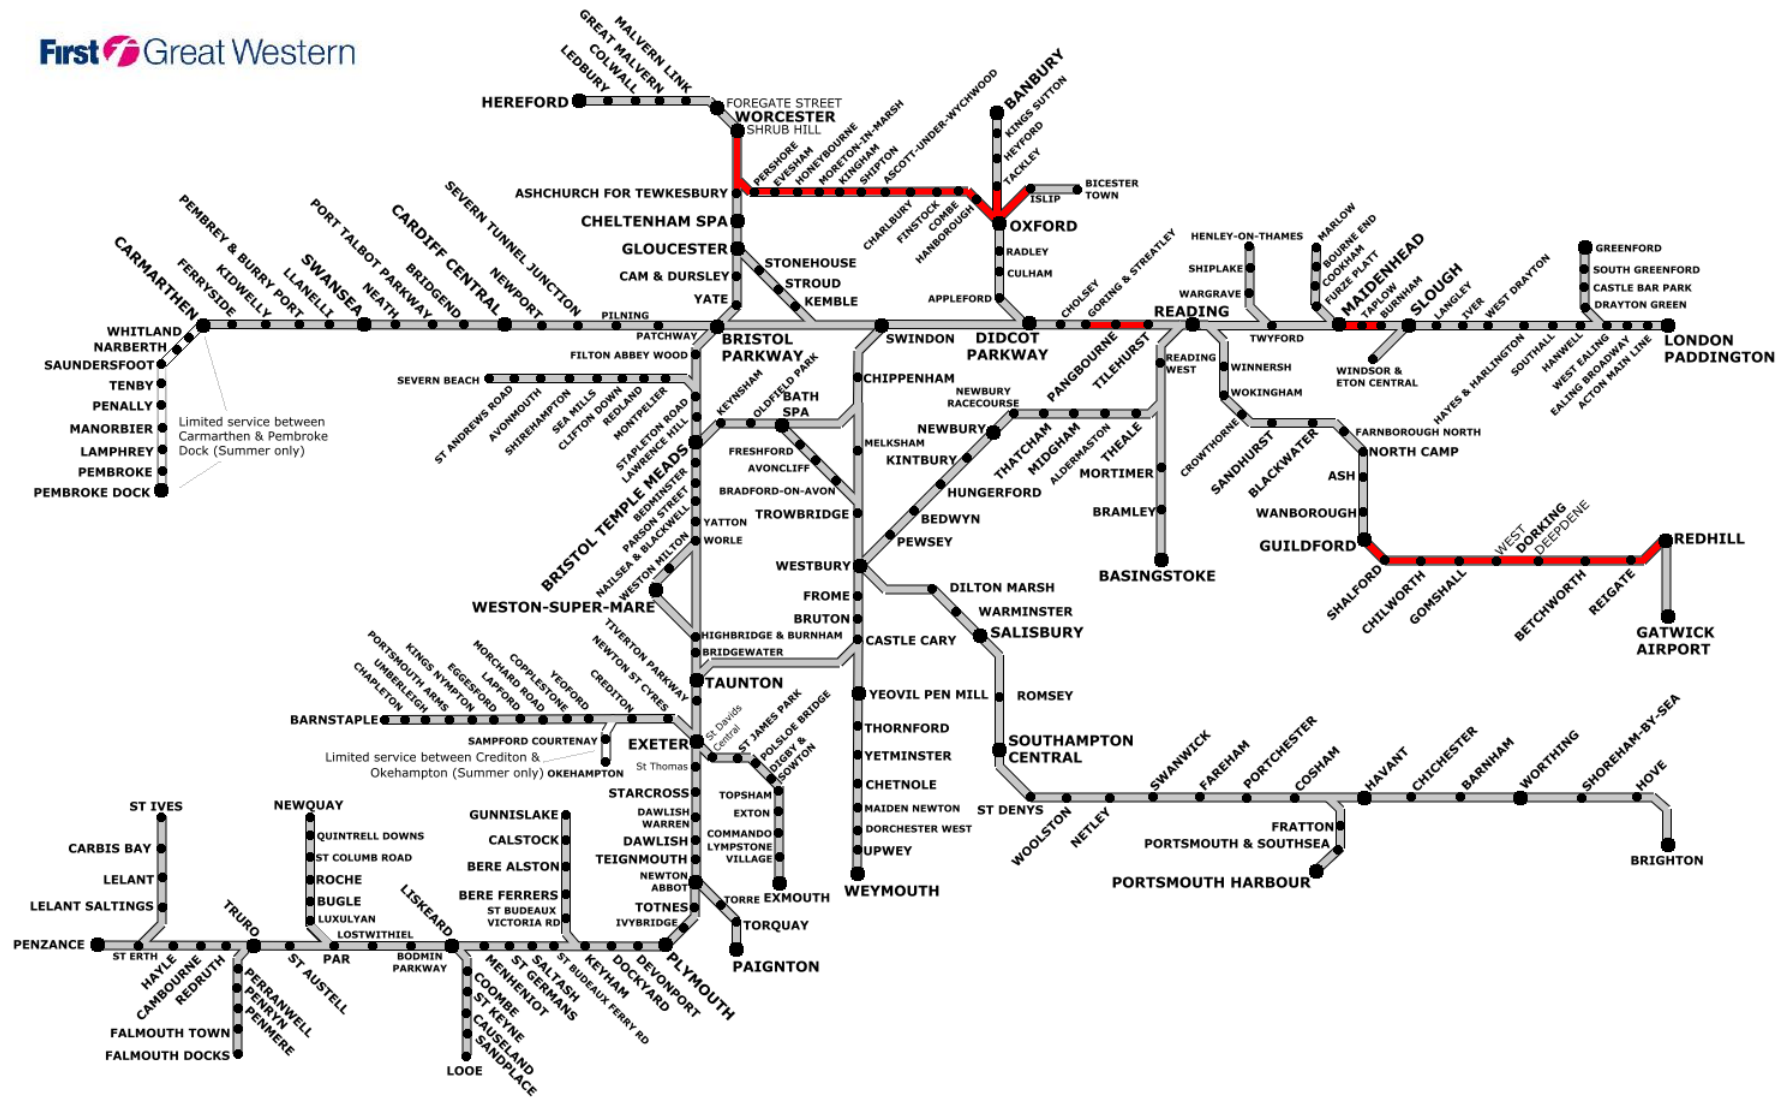 First Great Western
HEREFORD
LEDBURY
COLWALL
GREAT MALVERN
MALVERN LINK
FOREGATE STREET
WORCESTER
SHRUB HILL
PERSHORE
EVESHAM
HONEYBOURNE
MORETON-IN-MARSH
KINGHAM
SHIPTON
ASCOTT-UNDER-WYCHWOOD
CHARLBURY
FINSTOCK
COMBE
HANBOROUGH
BANBURY
KINGS SUTTON
HEYFORD
TACKLEY
BICESTER
TOWN
ISLIP
OXFORD
RADLEY
CULHAM
APPLEFORD
ASHCHURCH FOR TEWKESBURY
CHELTENHAM SPA
GLOUCESTER
CAM & DURSLEY
YATE
STONEHOUSE
STROUD
KEMBLE
CARMARTHEN
FERRYSIDE
KIDWELLY
PEMBREY & BURRY PORT
LLANELLI
SWANSEA
NEATH
PORT TALBOT PARKWAY
BRIDGEND
CARDIFF CENTRAL
NEWPORT
SEVERN TUNNEL JUNCTION
PILNING
PATCHWAY
BRISTOL
PARKWAY
SWINDON
DIDCOT
PARKWAY
CHOLSEY
GORING & STREATLEY
PANGBOURNE
TILEHURST
READING
TWYFORD
HENLEY-ON-THAMES
SHIPLAKE
WARGRAVE
MARLOW
BOURNE END
COOKHAM
FURZE PLATT
MAIDENHEAD
TAPLOW
BURNHAM
SLOUGH
WINDSOR &
ETON CENTRAL
LANGLEY
IVER
WEST DRAYTON
HAYES & HARLINGTON
SOUTHALL
HANWELL
WEST EALING
EALING BROADWAY
ACTON MAIN LINE
GREENFORD
SOUTH GREENFORD
CASTLE BAR PARK
DRAYTON GREEN
LONDON
PADDINGTON
WHITLAND
NARBERTH
SAUNDERSFOOT
TENBY
PENALLY
MANORBIER
LAMPHREY
PEMBROKE
PEMBROKE DOCK
Limited service between
Carmarthen & Pembroke
Dock (Summer only)
FILTON ABBEY WOOD
SEVERN BEACH
ST ANDREWS ROAD
AVONMOUTH
SHIREHAMPTON
SEA MILLS
CLIFTON DOWN
REDLAND
MONTPELIER
STAPLETON ROAD
LAWRENCE HILL
BRISTOL TEMPLE MEADS
KEYNSHAM
OLDFIELD PARK
BATH
SPA
CHIPPENHAM
FRESHFORD
AVONCLIFF
BRADFORD-ON-AVON
MELKSHAM
TROWBRIDGE
WESTBURY
BEDMINSTER
PARSON STREET
NAILSEA & BLACKWELL
YATTON
WORLE
WESTON MILTON
WESTON-SUPER-MARE
HIGHBRIDGE & BURNHAM
BRIDGEWATER
TAUNTON
TIVERTON PARKWAY
READING
WEST
NEWBURY
RACECOURSE
NEWBURY
THATCHAM
MIDGHAM
ALDERMASTON
THEALE
KINTBURY
HUNGERFORD
BEDWYN
PEWSEY
MORTIMER
BRAMLEY
BASINGSTOKE
WINNERSH
WOKINGHAM
CROWTHORNE
SANDHURST
BLACKWATER
FARNBOROUGH NORTH
NORTH CAMP
ASH
WANBOROUGH
GUILDFORD
SHALFORD
CHILWORTH
GOMSHALL
WEST
DORKING
DEEPDENE
BETCHWORTH
REIGATE
REDHILL
GATWICK
AIRPORT
FROME
BRUTON
CASTLE CARY
YEOVIL PEN MILL
THORNFORD
YETMINSTER
CHETNOLE
MAIDEN NEWTON
DORCHESTER WEST
UPWEY
WEYMOUTH
DILTON MARSH
WARMINSTER
SALISBURY
ROMSEY
SOUTHAMPTON
CENTRAL
ST DENYS
WOOLSTON
NETLEY
SWANWICK
FAREHAM
PORTCHESTER
COSHAM
FRATTON
PORTSMOUTH & SOUTHSEA
PORTSMOUTH HARBOUR
HAVANT
CHICHESTER
BARNHAM
WORTHING
SHOREHAM-BY-SEA
HOVE
BRIGHTON
BARNSTAPLE
CHAPLETON
UMBERLEIGH
PORTSMOUTH ARMS
KINGS NYMPTON
EGGESFORD
LAPFORD
MORCHARD ROAD
COPPLESTONE
YEOFORD
CREDITON
NEWTON ST CYRES
SAMPFORD COURTENAY
OKEHAMPTON
Limited service between Crediton &
Okehampton (Summer only)
EXETER
St Davids
Central
St Thomas
ST JAMES PARK
POLSLOE BRIDGE
DIGBY &
SOWTON
TOPSHAM
EXTON
COMMANDO
LYMPSTONE
VILLAGE
EXMOUTH
STARCROSS
DAWLISH
WARREN
DAWLISH
TEIGNMOUTH
NEWTON
ABBOT
TORRE
TORQUAY
PAIGNTON
TOTNES
IVYBRIDGE
PLYMOUTH
DEVONPORT
DOCKYARD
KEYHAM
ST BUDEAUX FERRY RD
SALTASH
ST GERMANS
MENHENIOT
GUNNISLAKE
CALSTOCK
BERE ALSTON
BERE FERRERS
ST BUDEAUX
VICTORIA RD
LISKEARD
COOMBE
ST KEYNE
CAUSELAND
SANDPLACE
LOOE
BODMIN
PARKWAY
LOSTWITHIEL
PAR
NEWQUAY
QUINTRELL DOWNS
ST COLUMB ROAD
ROCHE
BUGLE
LUXULYAN
ST AUSTELL
TRURO
PERRANWELL
PENRYN
PENMERE
FALMOUTH TOWN
FALMOUTH DOCKS
REDRUTH
CAMBOURNE
HAYLE
ST ERTH
ST IVES
CARBIS BAY
LELANT
LELANT SALTINGS
PENZANCE